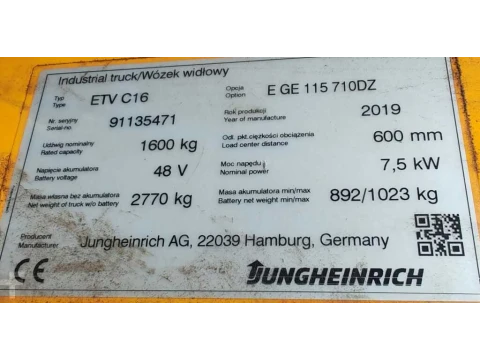 Industrial truck/Wózek widłowy
Typ
Type
ETV C16
Opcja
Option
E GE 115 710DZ
Nr. seryjny
Serial-no.
91135471
Rok produkcji
Year of manufacture
2019
Udźwig nominalny
Rated capacity
1600 kg
Odl. pkt ciężkości obciążenia
Load center distance
600 mm
Napięcie akumulatora
Battery voltage
48 V
Moc napędu
Nominal power
7,5 kW
Masa własna bez akumulatora
Net weight of truck w/o battery
2770 kg
Masa akumulatora min/max
Battery net weight min/max
892/1023 kg
Producent
Manufacturer
Jungheinrich AG, 22039 Hamburg, Germany
CE
JUNGHEINRICH